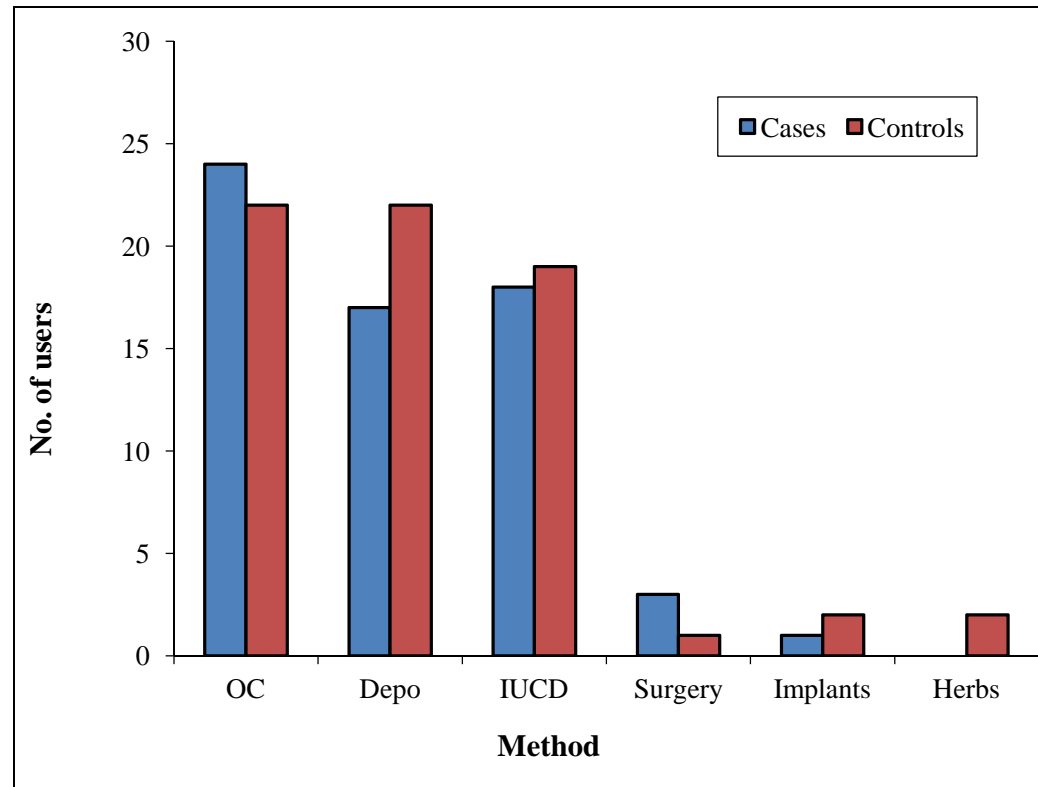 30
25
20
15
10
5
0
No. of users
Cases Controls
OC Depo IUCD Surgery Implants Herbs
Method